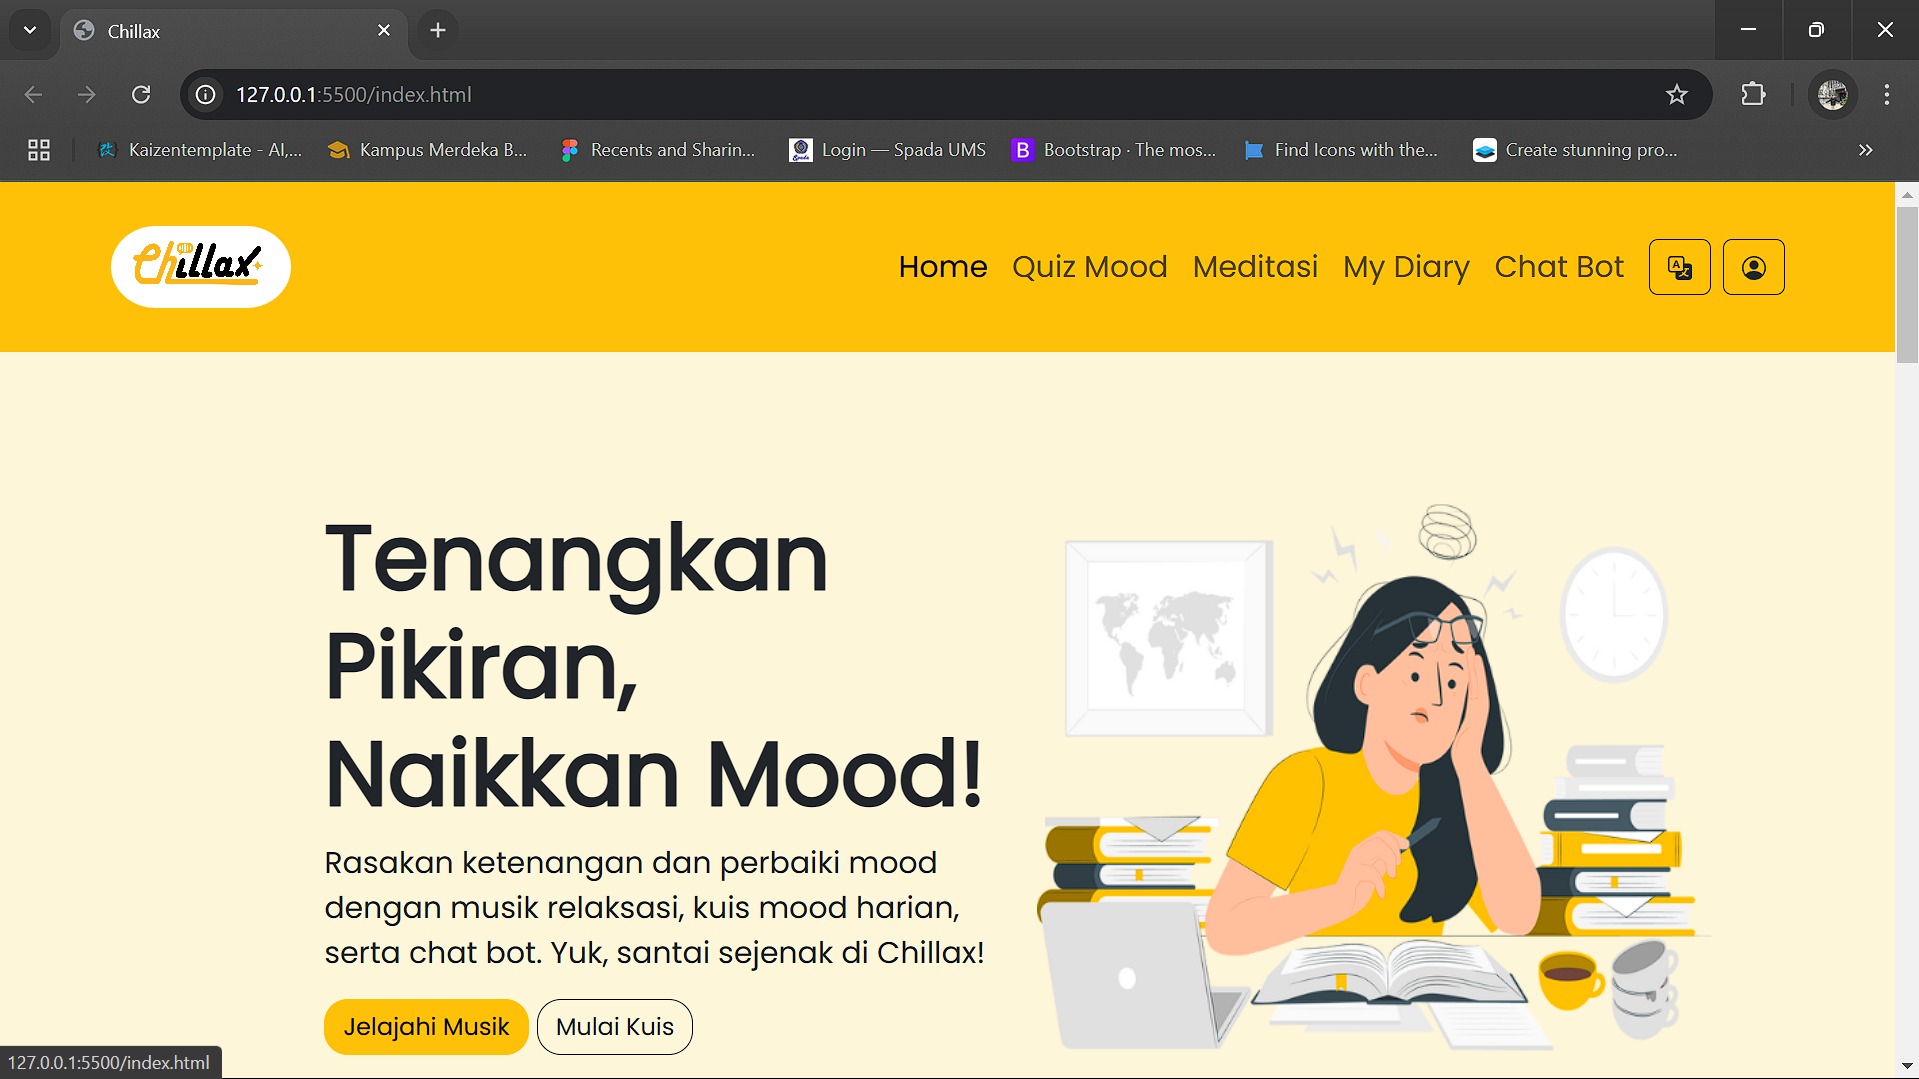 Chillax
127.0.0.1:5500/index.html
Kaizentemplate - AI,...
Kampus Merdeka B...
Recents and Sharin...
Login — Spada UMS
Bootstrap · The mos...
Find Icons with the...
Create stunning pro...
Chillax
Home
Quiz Mood
Meditasi
My Diary
Chat Bot
Tenangkan
Pikiran,
Naikkan Mood!
Rasakan ketenangan dan perbaiki mood
dengan musik relaksasi, kuis mood harian,
serta chat bot. Yuk, santai sejenak di Chillax!
Jelajahi Musik
Mulai Kuis
127.0.0.1:5500/index.html